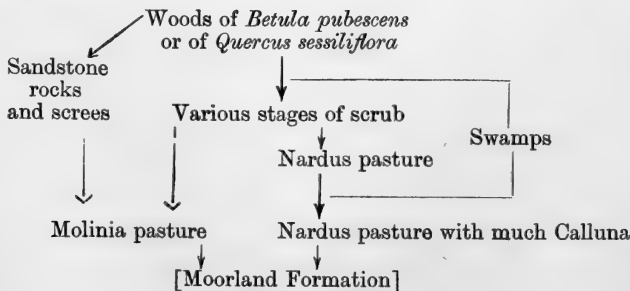 Woods of Betula pubescens
or of Quercus sessiliflora
Sandstone
rocks
and screes
Various stages of scrub
Swamps
Nardus pasture
Molinia pasture
Nardus pasture with much Calluna
[Moorland Formation]